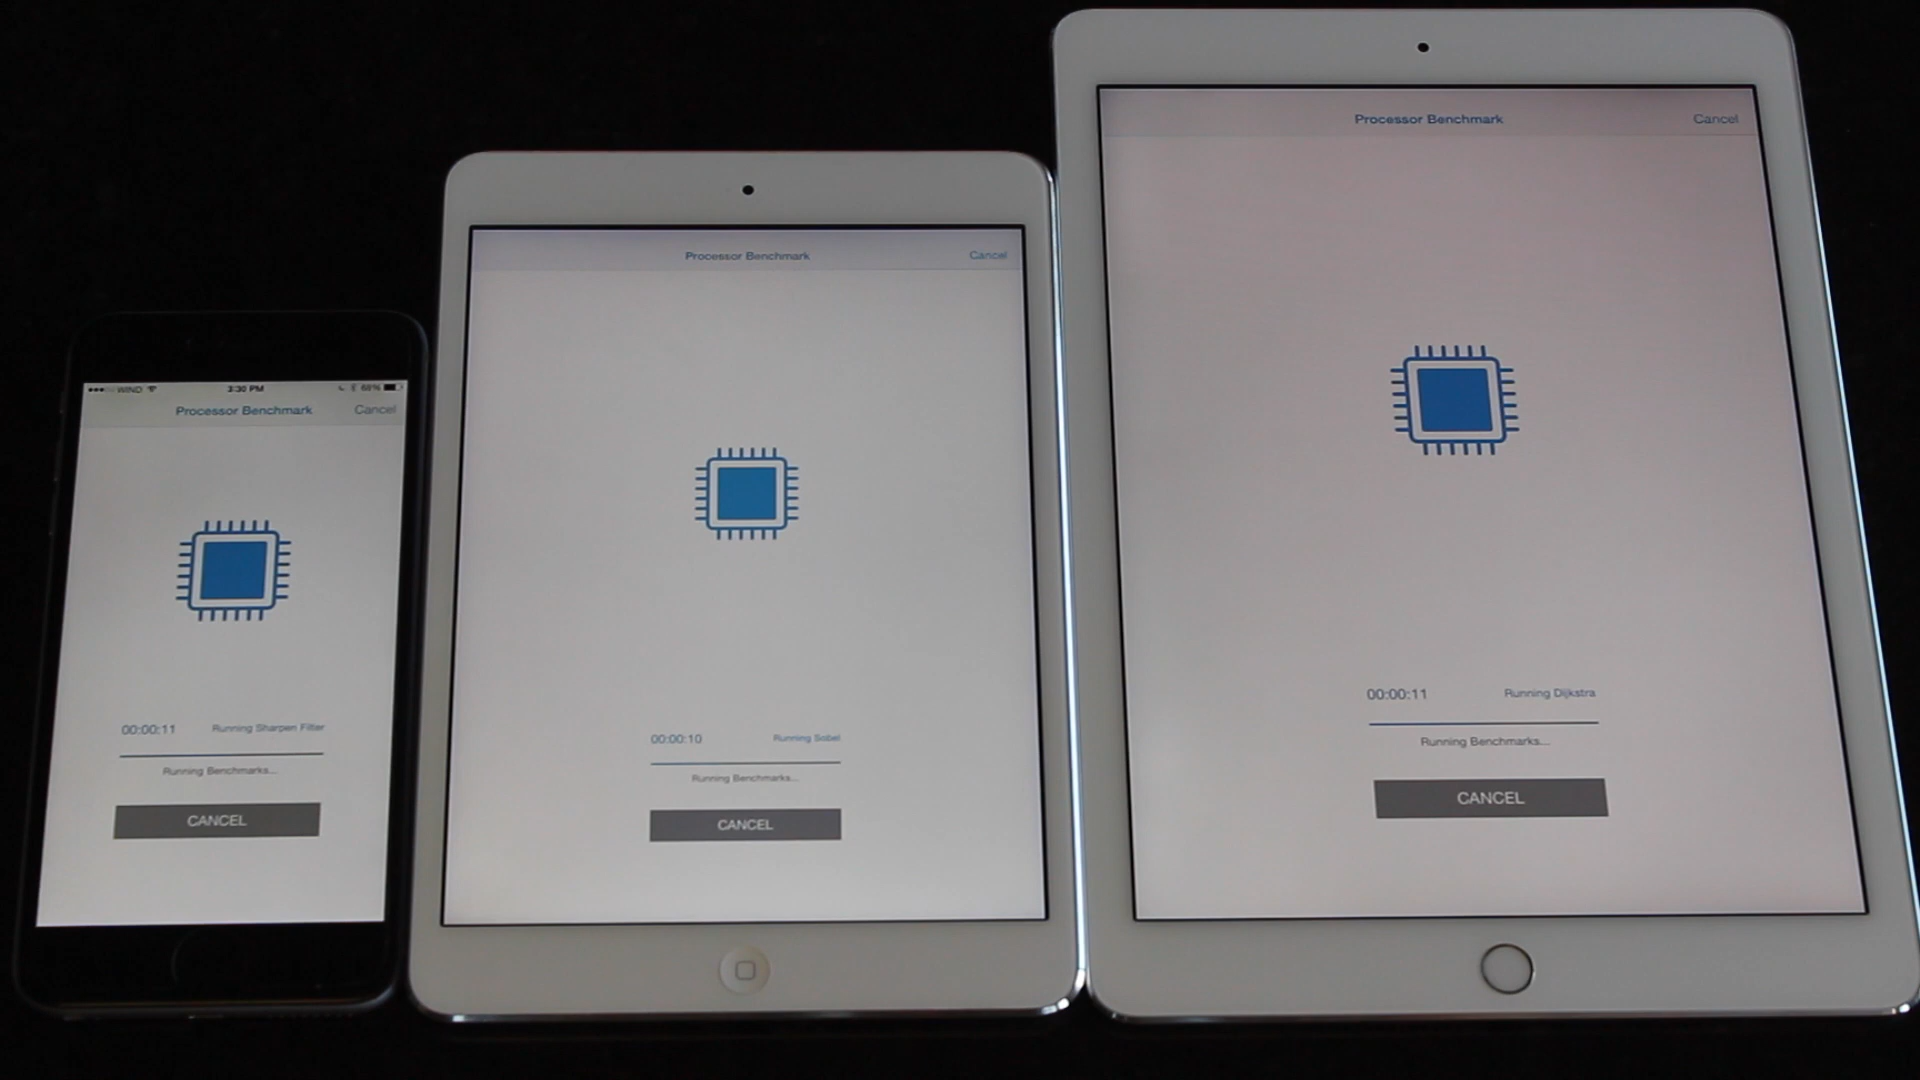 WIND 3:30 PM 68%
Processor Benchmark Cancel
00:00:11 Running Sharpen Filter
Running Benchmarks...
CANCEL
Processor Benchmark Cancel
00:00:10 Running Sobel
Running Benchmarks...
CANCEL
Processor Benchmark Cancel
00:00:11 Running Dijkstra
Running Benchmarks...
CANCEL